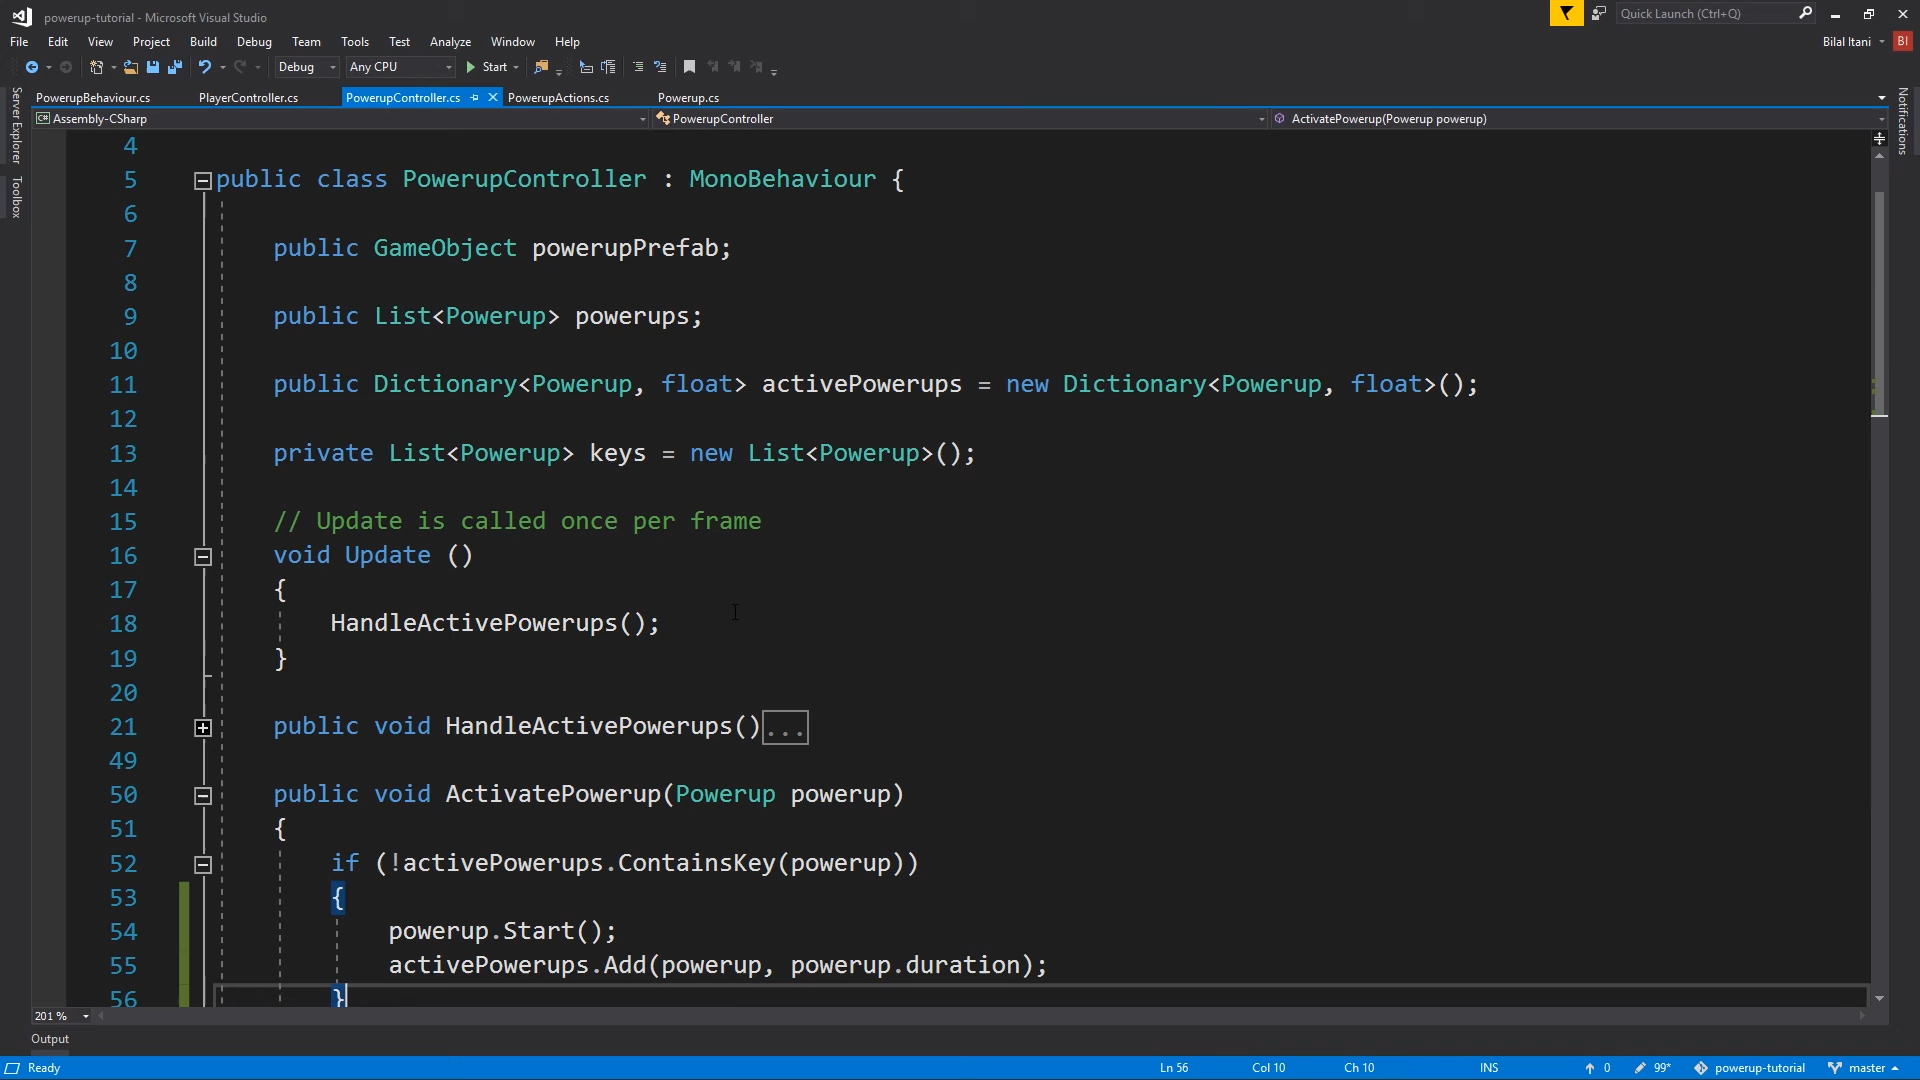 powerup-tutorial - Microsoft Visual Studio
Quick Launch (Ctrl+Q)
File Edit View Project Build Debug Team Tools Test Analyze Window Help
Bilal Itani BI
Debug Any CPU Start
PowerupBehaviour.cs PlayerController.cs PowerupController.cs PowerupActions.cs Powerup.cs
Assembly-CSharp PowerupController ActivatePowerup(Powerup powerup)
Server Explorer
Toolbox
Notifications
4
5 public class PowerupController : MonoBehaviour {
6
7 public GameObject powerupPrefab;
8
9 public List<Powerup> powerups;
10
11 public Dictionary<Powerup, float> activePowerups = new Dictionary<Powerup, float>();
12
13 private List<Powerup> keys = new List<Powerup>();
14
15 // Update is called once per frame
16 void Update ()
17 {
18 HandleActivePowerups();
19 }
20
21 public void HandleActivePowerups()...
49
50 public void ActivatePowerup(Powerup powerup)
51 {
52 if (!activePowerups.ContainsKey(powerup))
53 {
54 powerup.Start();
55 activePowerups.Add(powerup, powerup.duration);
56 }
201 %
Output
Ready Ln 56 Col 10 Ch 10 INS 0 99* powerup-tutorial master